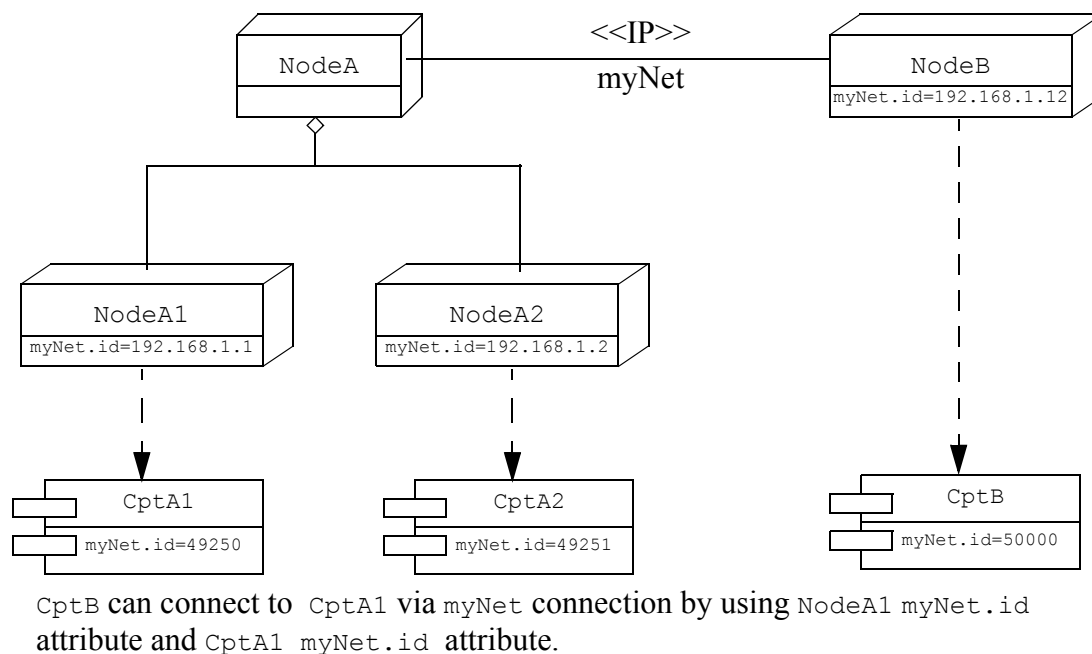 <<IP>>
NodeA
NodeB
myNet
myNet.id=192.168.1.12
NodeA1
NodeA2
myNet.id=192.168.1.1
myNet.id=192.168.1.2
CptA1
CptA2
CptB
myNet.id=49250
myNet.id=49251
myNet.id=50000
CptB can connect to CptA1 via myNet connection by using NodeA1 myNet.id
attribute and CptA1 myNet.id attribute.